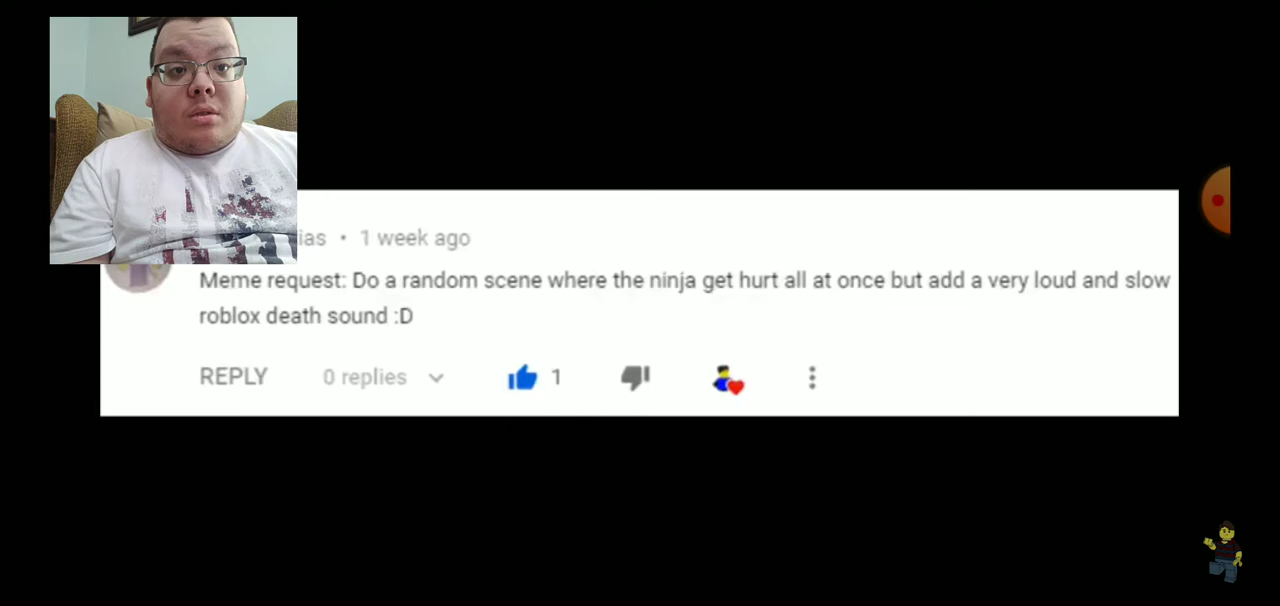 ias • 1 week ago
Meme request: Do a random scene where the ninja get hurt all at once but add a very loud and slow
roblox death sound :D
REPLY 0 replies 1